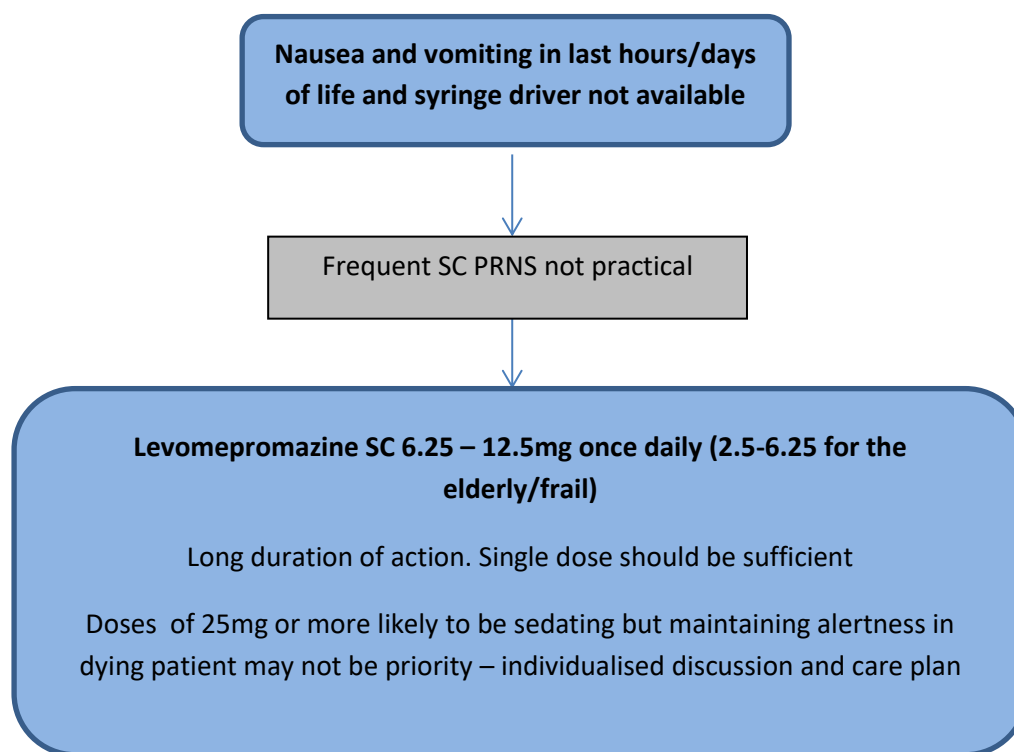 Nausea and vomiting in last hours/days
of life and syringe driver not available
Frequent SC PRNS not practical
Levomepromazine SC 6.25 – 12.5mg once daily (2.5-6.25 for the
elderly/frail)
Long duration of action. Single dose should be sufficient
Doses  of 25mg or more likely to be sedating but maintaining alertness in
dying patient may not be priority – individualised discussion and care plan